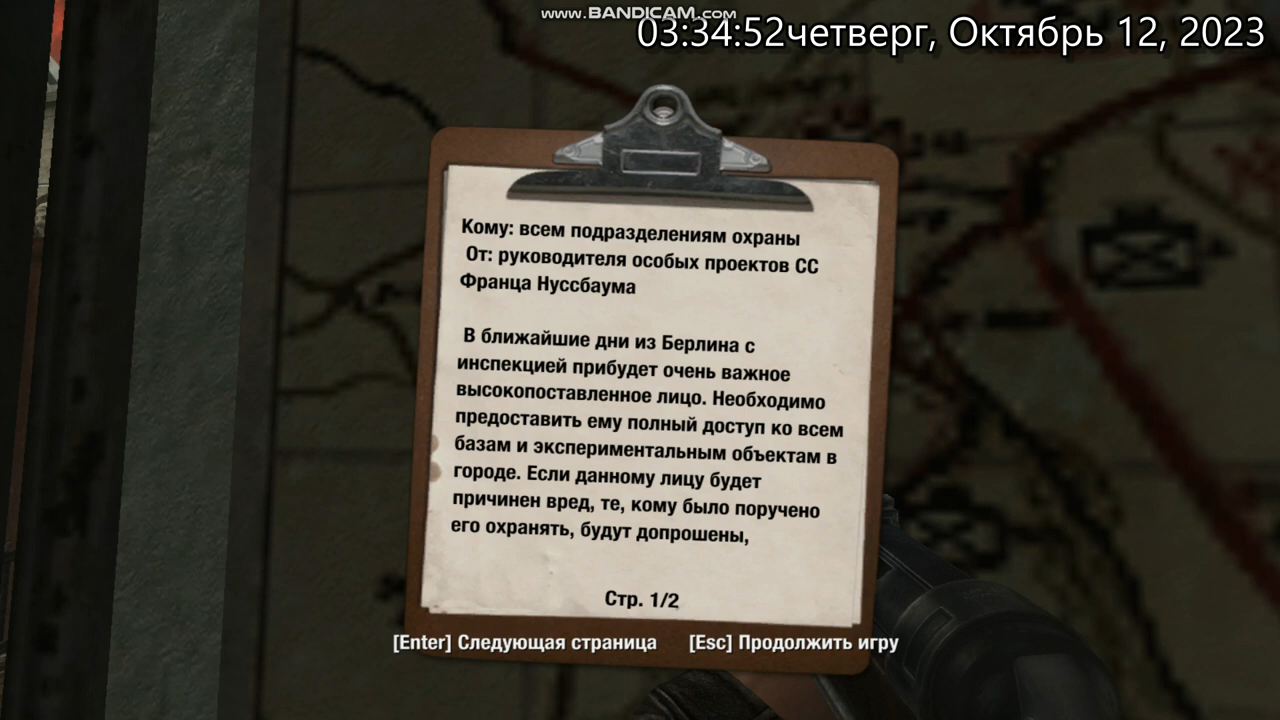 www.BANDICAM.com
03:34:52четверг, Октябрь 12, 2023
Кому: всем подразделениям охраны
От: руководителя особых проектов СС
Франца Нуссбаума
В ближайшие дни из Берлина с
инспекцией прибудет очень важное
высокопоставленное лицо. Необходимо
предоставить ему полный доступ ко всем
базам и экспериментальным объектам в
городе. Если данному лицу будет
причинен вред, те, кому было поручено
его охранять, будут допрошены,
Стр. 1/2
[Enter] Следующая страница [Esc] Продолжить игру